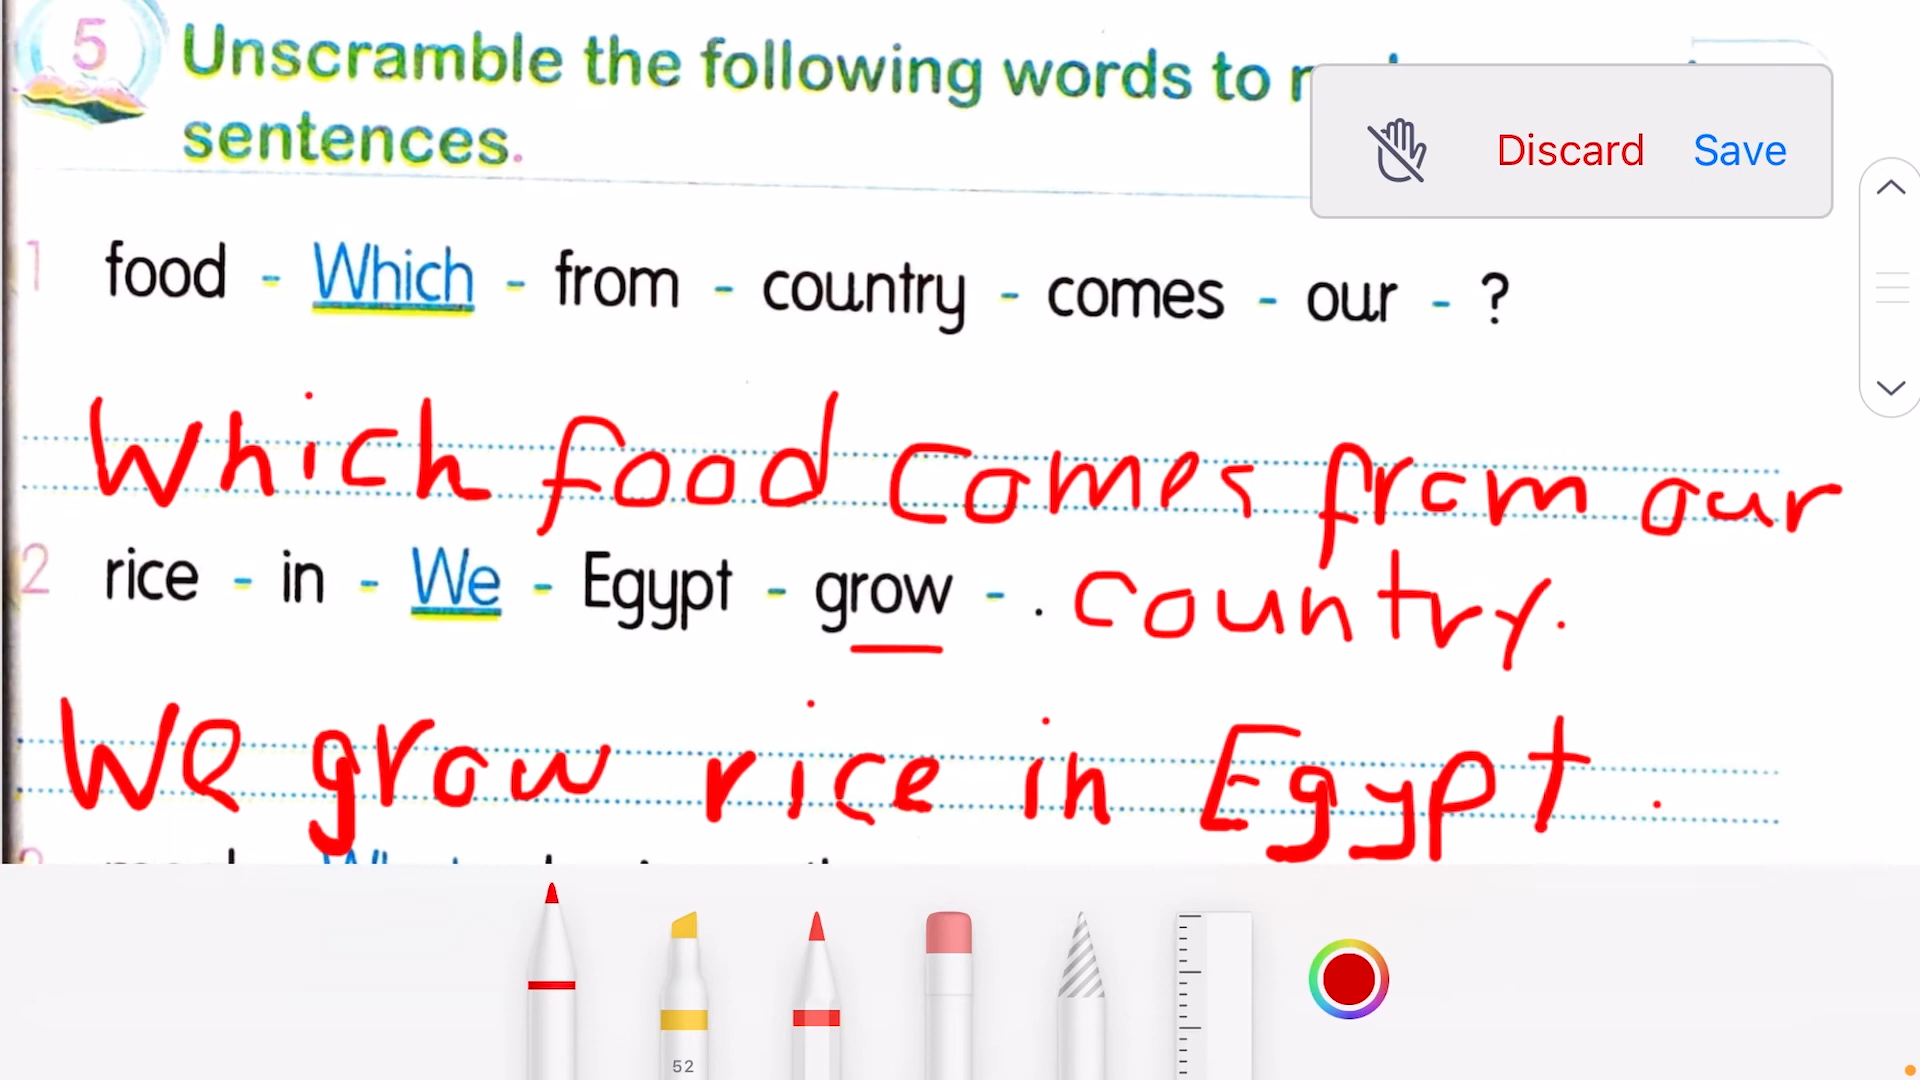 5 Unscramble the following words to
sentences.
Discard Save
1 food - Which - from - country - comes - our - ?
Which food comes from our
2 rice - in - We - Egypt - grow - . country.
We grow rice in Egypt.
52